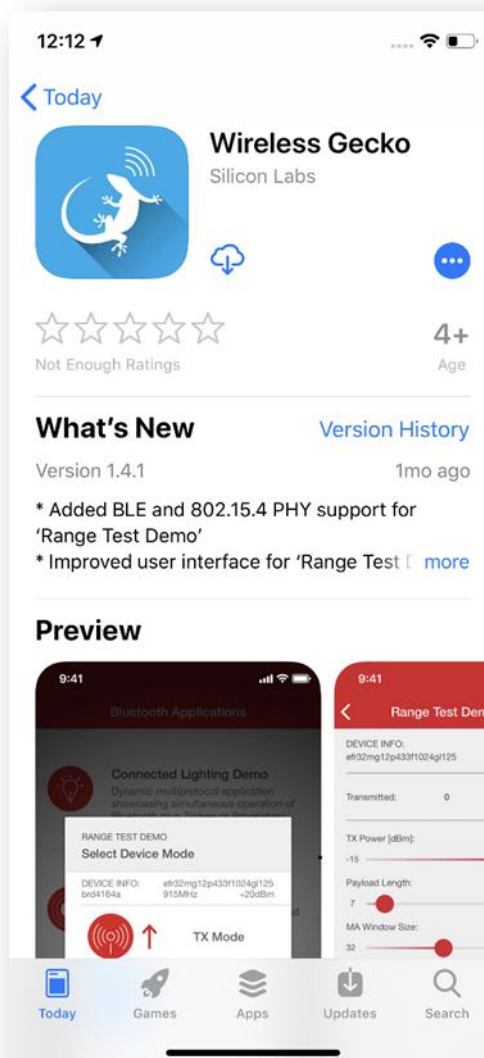 12:12
Today
Wireless Gecko
Silicon Labs
Not Enough Ratings
4+
Age
What's New
Version History
Version 1.4.1
1mo ago
* Added BLE and 802.15.4 PHY support for
'Range Test Demo'
* Improved user interface for 'Range Test
more
Preview
9:41
Bluetooth Applications
Connected Lighting Demo
Dynamic multiprotocol application
showcasing simultaneous operation of
RANGE TEST DEMO
Select Device Mode
DEVICE INFO: efr32mg12p433f1024gl125
brd4164a 915MHz +20dBm
TX Mode
9:41
Range Test Dem
DEVICE INFO:
efr32mg12p433f1024gl125
Transmitted: 0
TX Power [dBm]:
-15
Payload Length:
7
MA Window Size:
32
Today
Games
Apps
Updates
Search